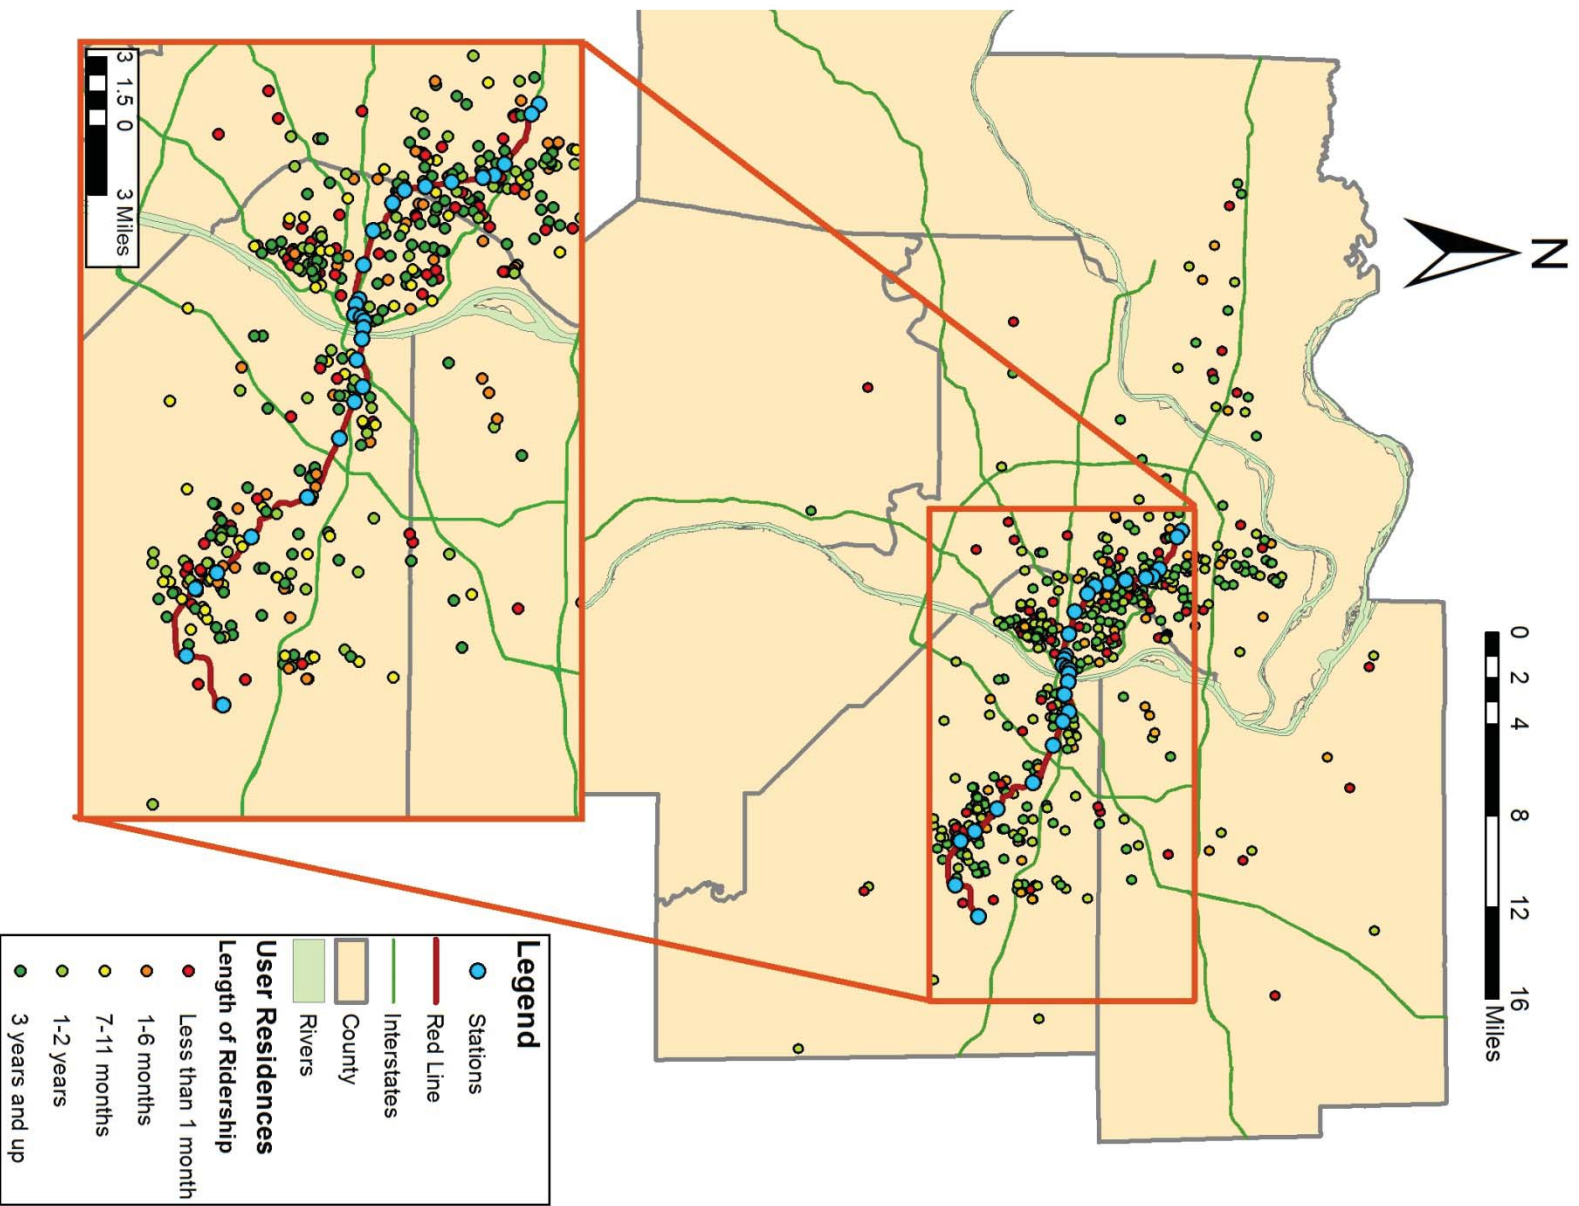 N
0 2 4 8 12 16
Miles
3 1.5 0 3 Miles
Legend
Stations
Red Line
Interstates
County
Rivers
User Residences
Length of Ridership
Less than 1 month
1-6 months
7-11 months
1-2 years
3 years and up